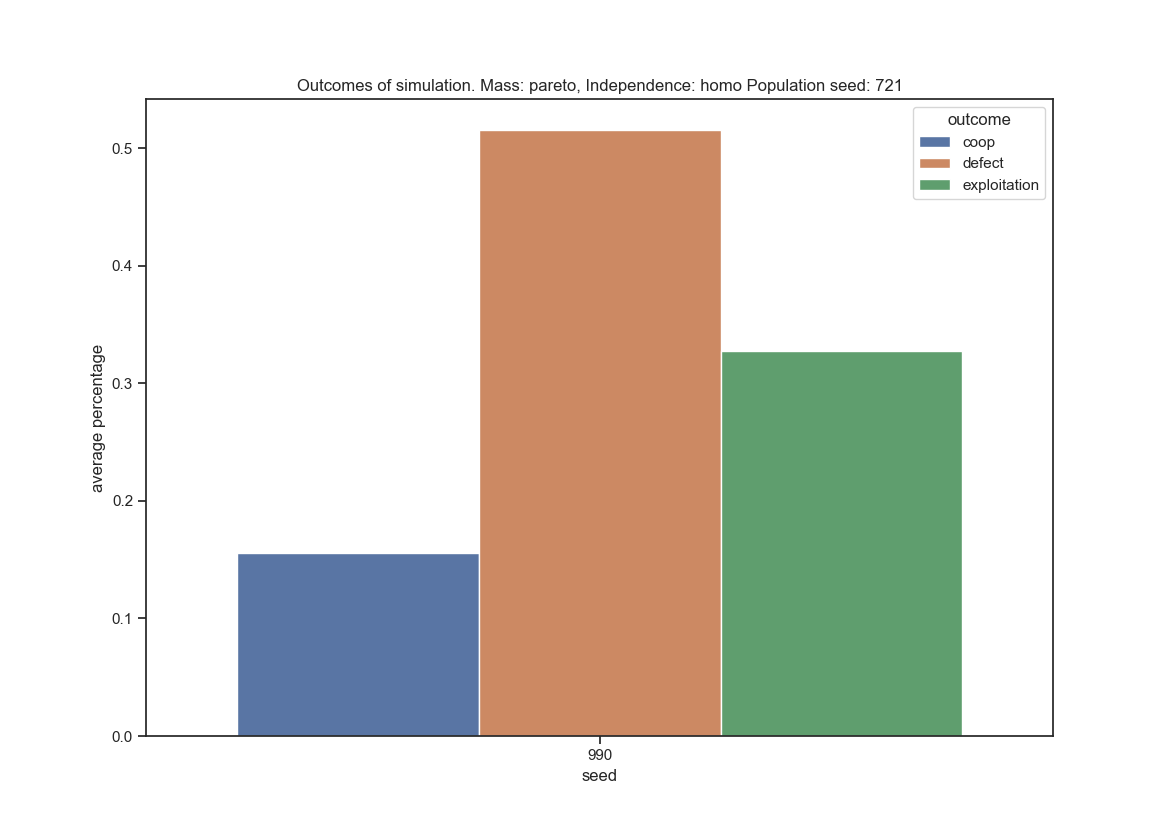 Outcomes of simulation. Mass: pareto, Independence: homo Population seed: 721
outcome
coop
defect
exploitation
average percentage
0.5
0.4
0.3
0.2
0.1
0.0
990
seed